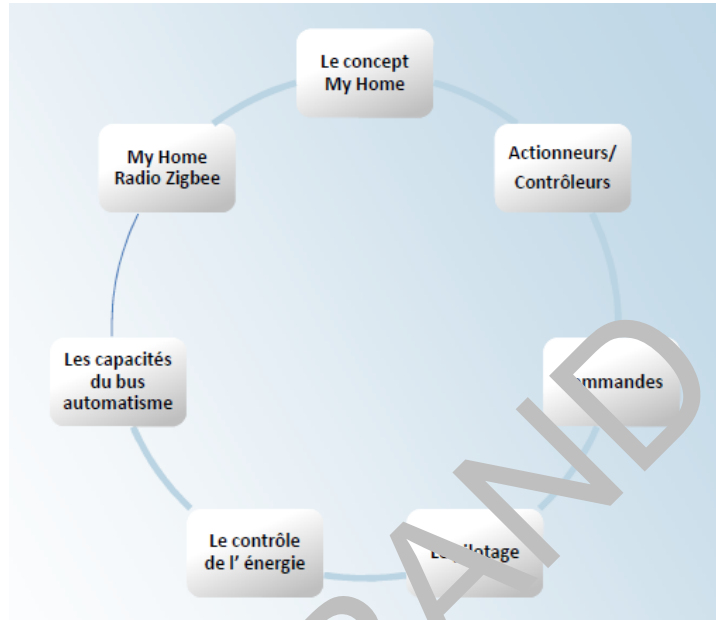 Le concept
My Home
Actionneurs/
Contrôleurs
mmandes
Le contrôle
de l’ énergie
Les capacités
du bus
automatisme
My Home
Radio Zigbee
RAND